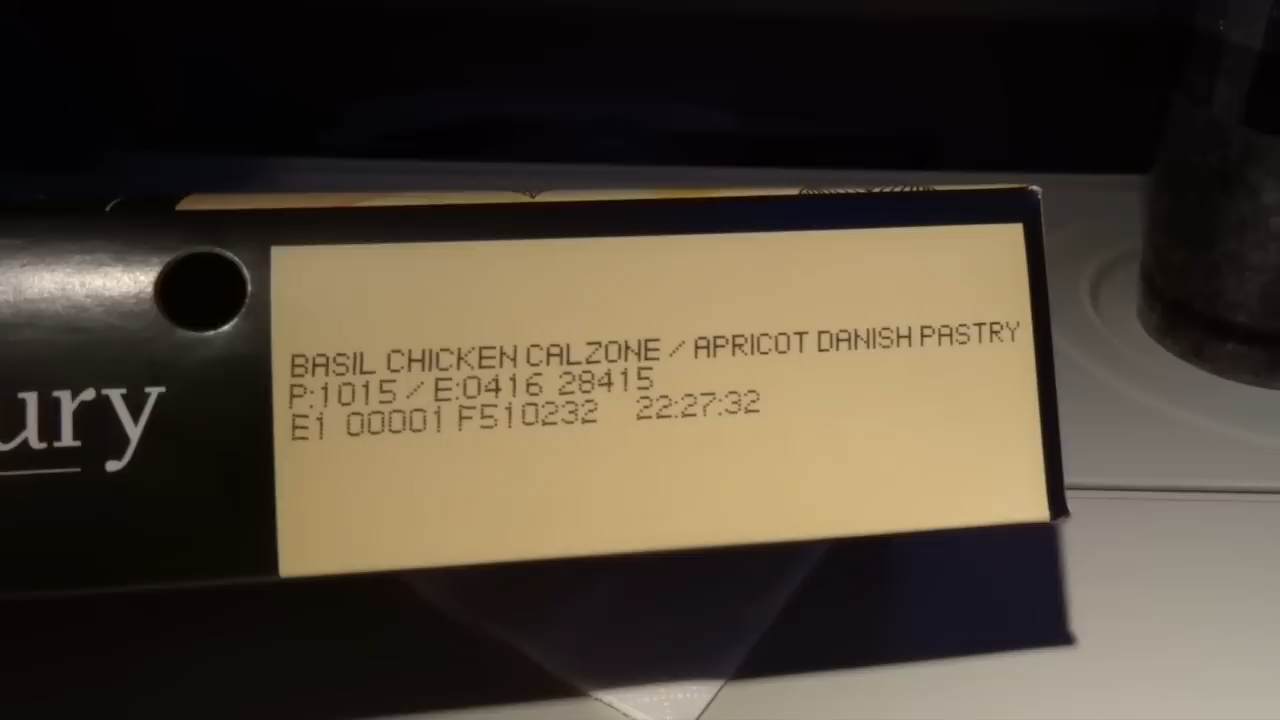 BASIL CHICKEN CALZONE / APRICOT DANISH PASTRY
P:1015 / E:0416 28415
E1 00001 F510232 22:27:32
ury